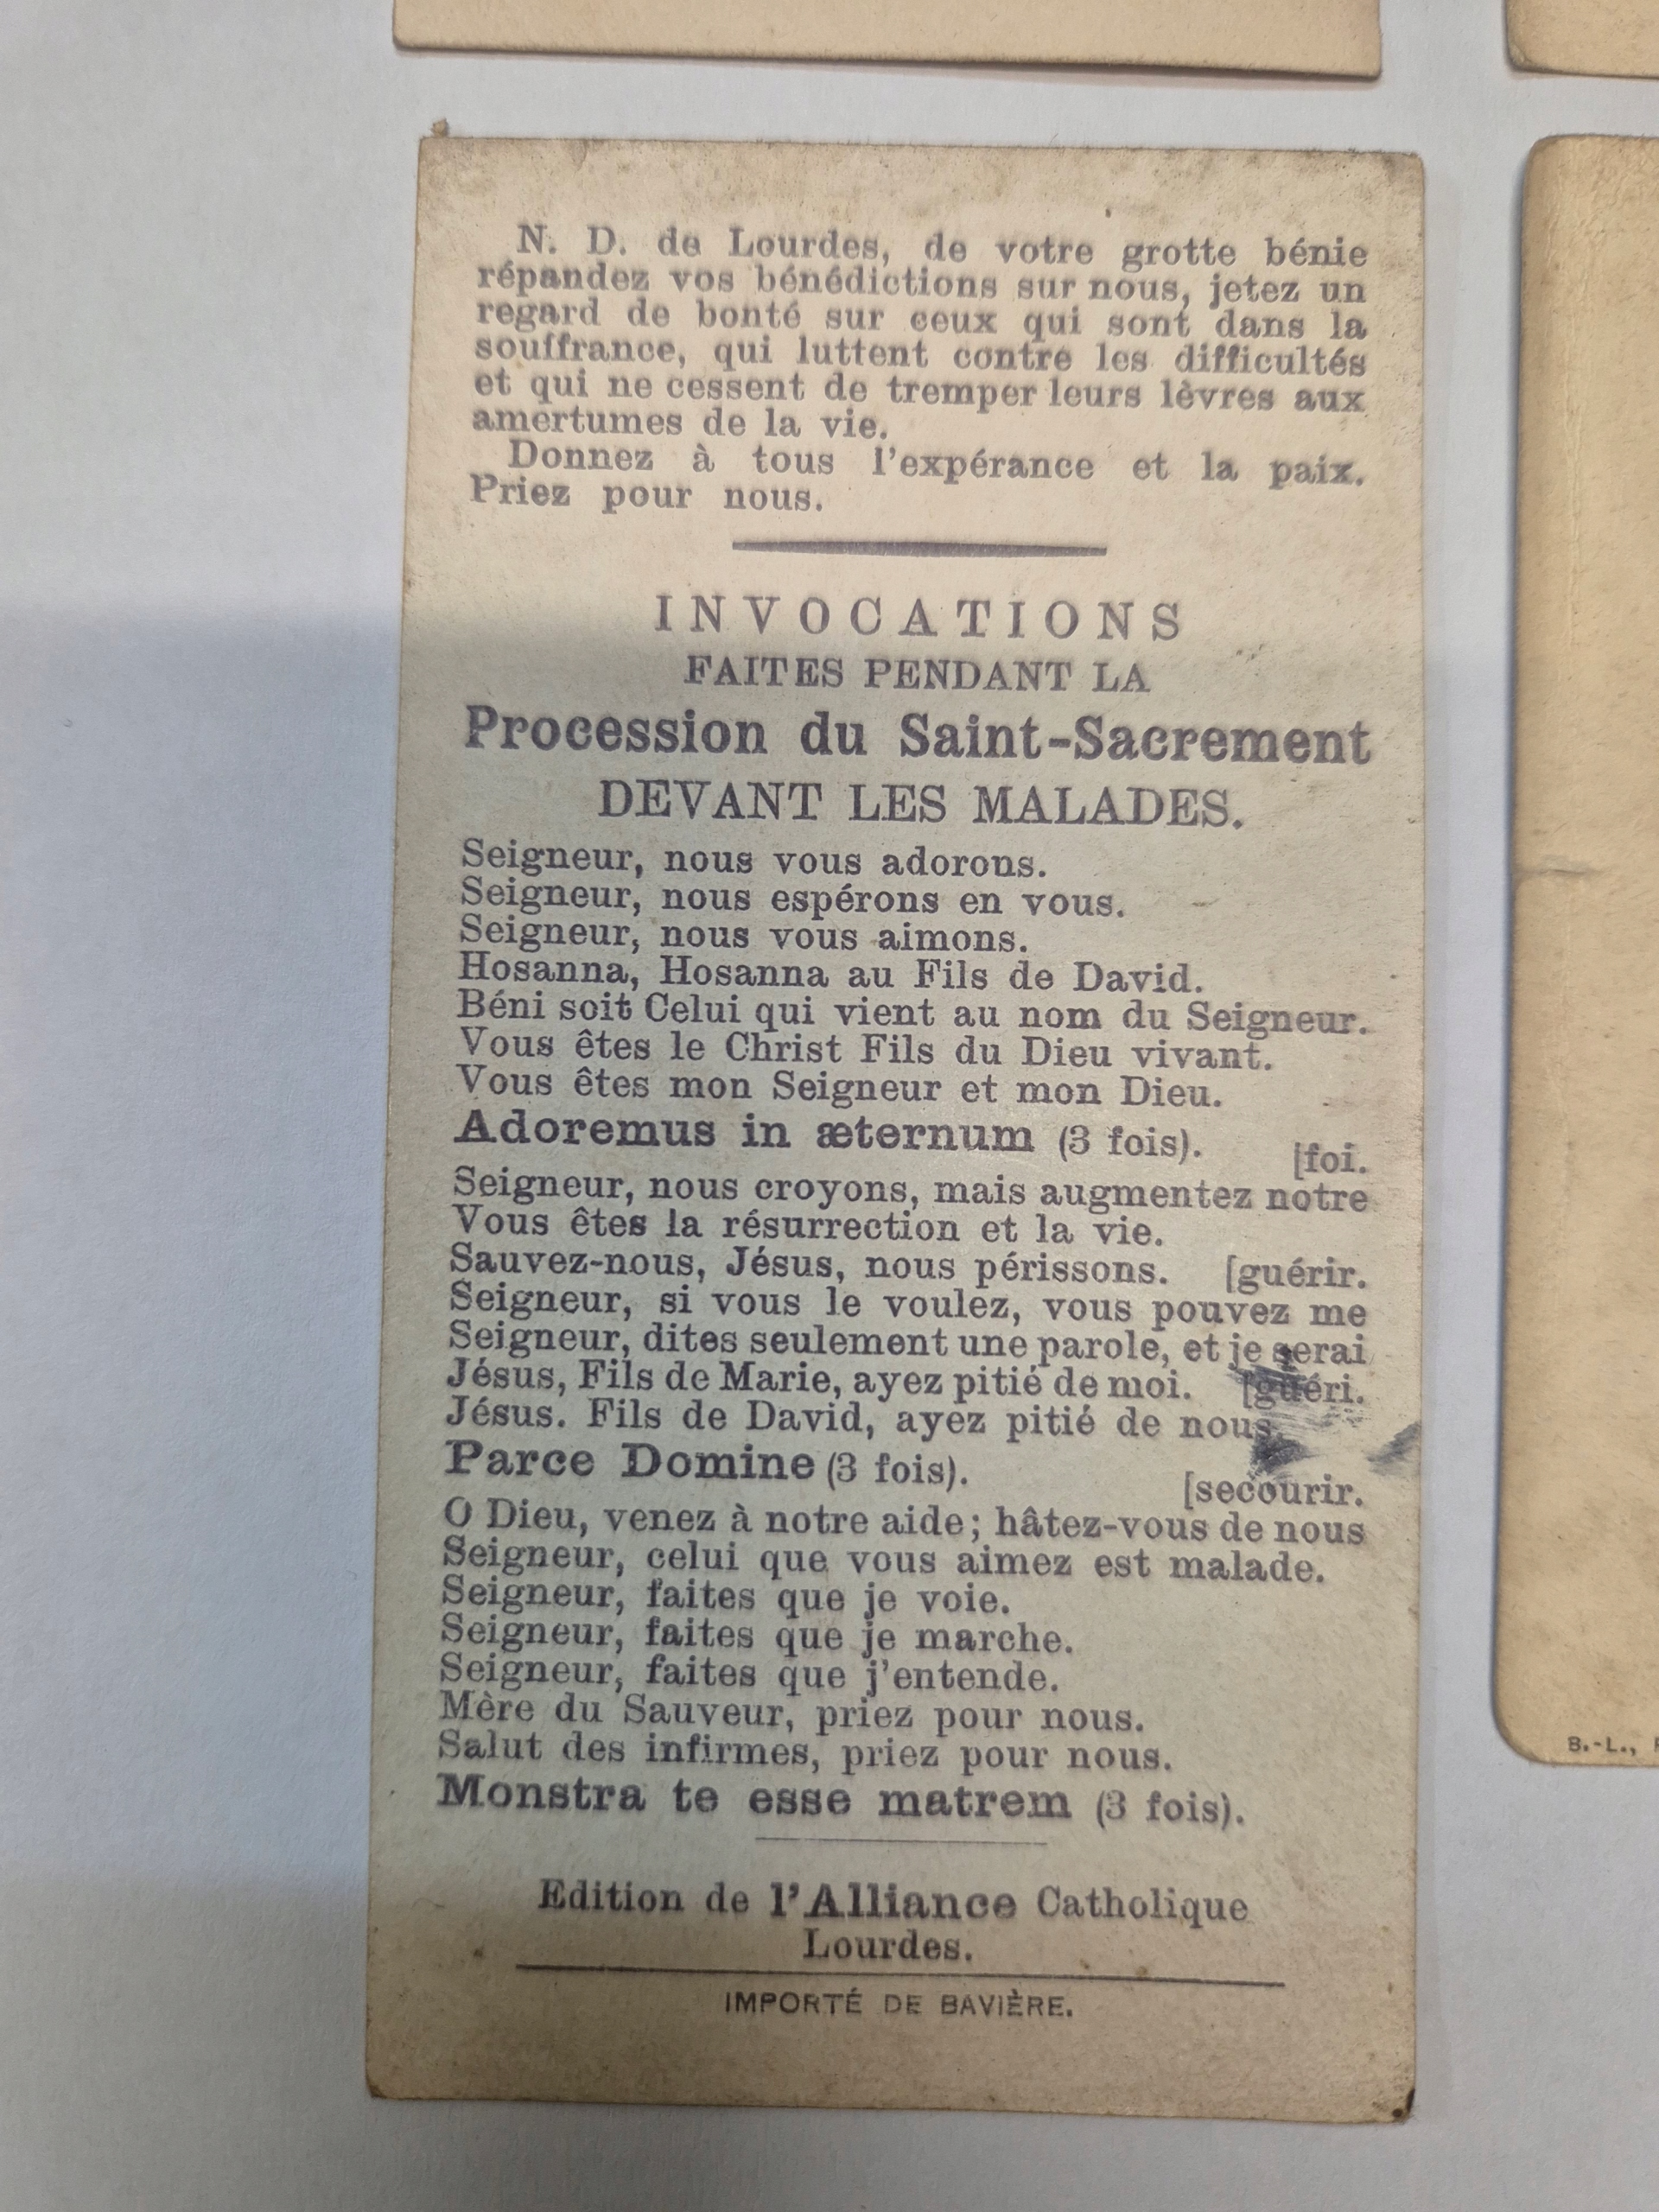 N. D. de Lourdes, de votre grotte bénie
répandez vos bénédictions sur nous, jetez un
regard de bonté sur ceux qui sont dans la
souffrance, qui luttent contre les difficultés
et qui ne cessent de tremper leurs lèvres aux
amertumes de la vie.
Donnez à tous l'expérance et la paix.
Priez pour nous.
INVOCATIONS
FAITES PENDANT LA
Procession du Saint-Sacrement
DEVANT LES MALADES.
Seigneur, nous vous adorons.
Seigneur, nous espérons en vous.
Seigneur, nous vous aimons.
Hosanna, Hosanna au Fils de David.
Béni soit Celui qui vient au nom du Seigneur.
Vous êtes le Christ Fils du Dieu vivant.
Vous êtes mon Seigneur et mon Dieu.
Adoremus in æternum (3 fois). [foi.
Seigneur, nous croyons, mais augmentez notre
Vous êtes la résurrection et la vie.
Sauvez-nous, Jésus, nous périssons. [guérir.
Seigneur, si vous le voulez, vous pouvez me
Seigneur, dites seulement une parole, et je serai
Jésus, Fils de Marie, ayez pitié de moi. [guéri.
Jésus. Fils de David, ayez pitié de nous.
Parce Domine (3 fois). [secourir.
O Dieu, venez à notre aide; hâtez-vous de nous
Seigneur, celui que vous aimez est malade.
Seigneur, faites que je voie.
Seigneur, faites que je marche.
Seigneur, faites que j'entende.
Mère du Sauveur, priez pour nous.
Salut des infirmes, priez pour nous.
Monstra te esse matrem (3 fois).
Edition de l'Alliance Catholique
Lourdes.
IMPORTÉ DE BAVIÈRE.
B.-L.,